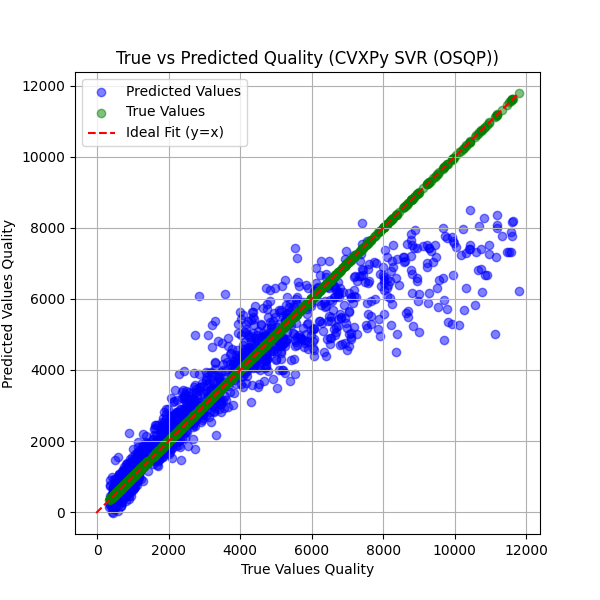 True vs Predicted Quality (CVXPy SVR (OSQP))
Predicted Values
True Values
Ideal Fit (y=x)
12000
10000
8000
6000
4000
2000
0
Predicted Values Quality
0 2000 4000 6000 8000 10000 12000
True Values Quality